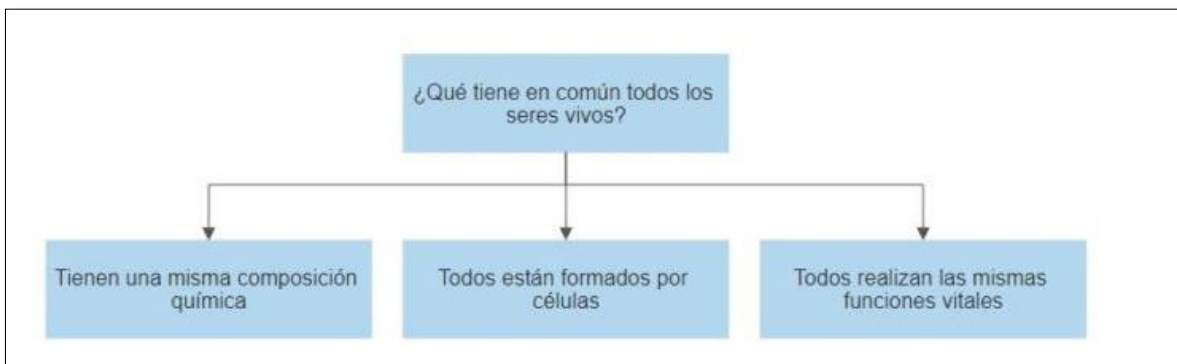 ¿Qué tiene en común todos los
seres vivos?
Tienen una misma composición
química
Todos están formados por
células
Todos realizan las mismas
funciones vitales